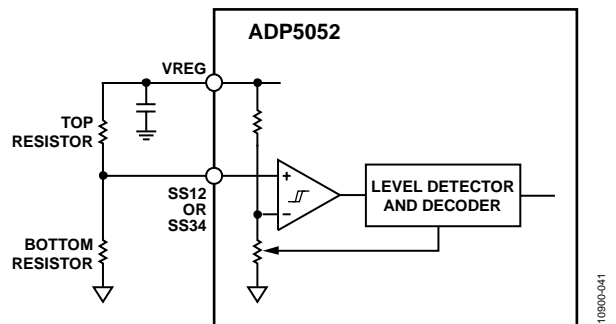 ADP5052
VREG
TOP
RESISTOR
SS12
OR
SS34
+
−
LEVEL DETECTOR
AND DECODER
BOTTOM
RESISTOR
10900-041